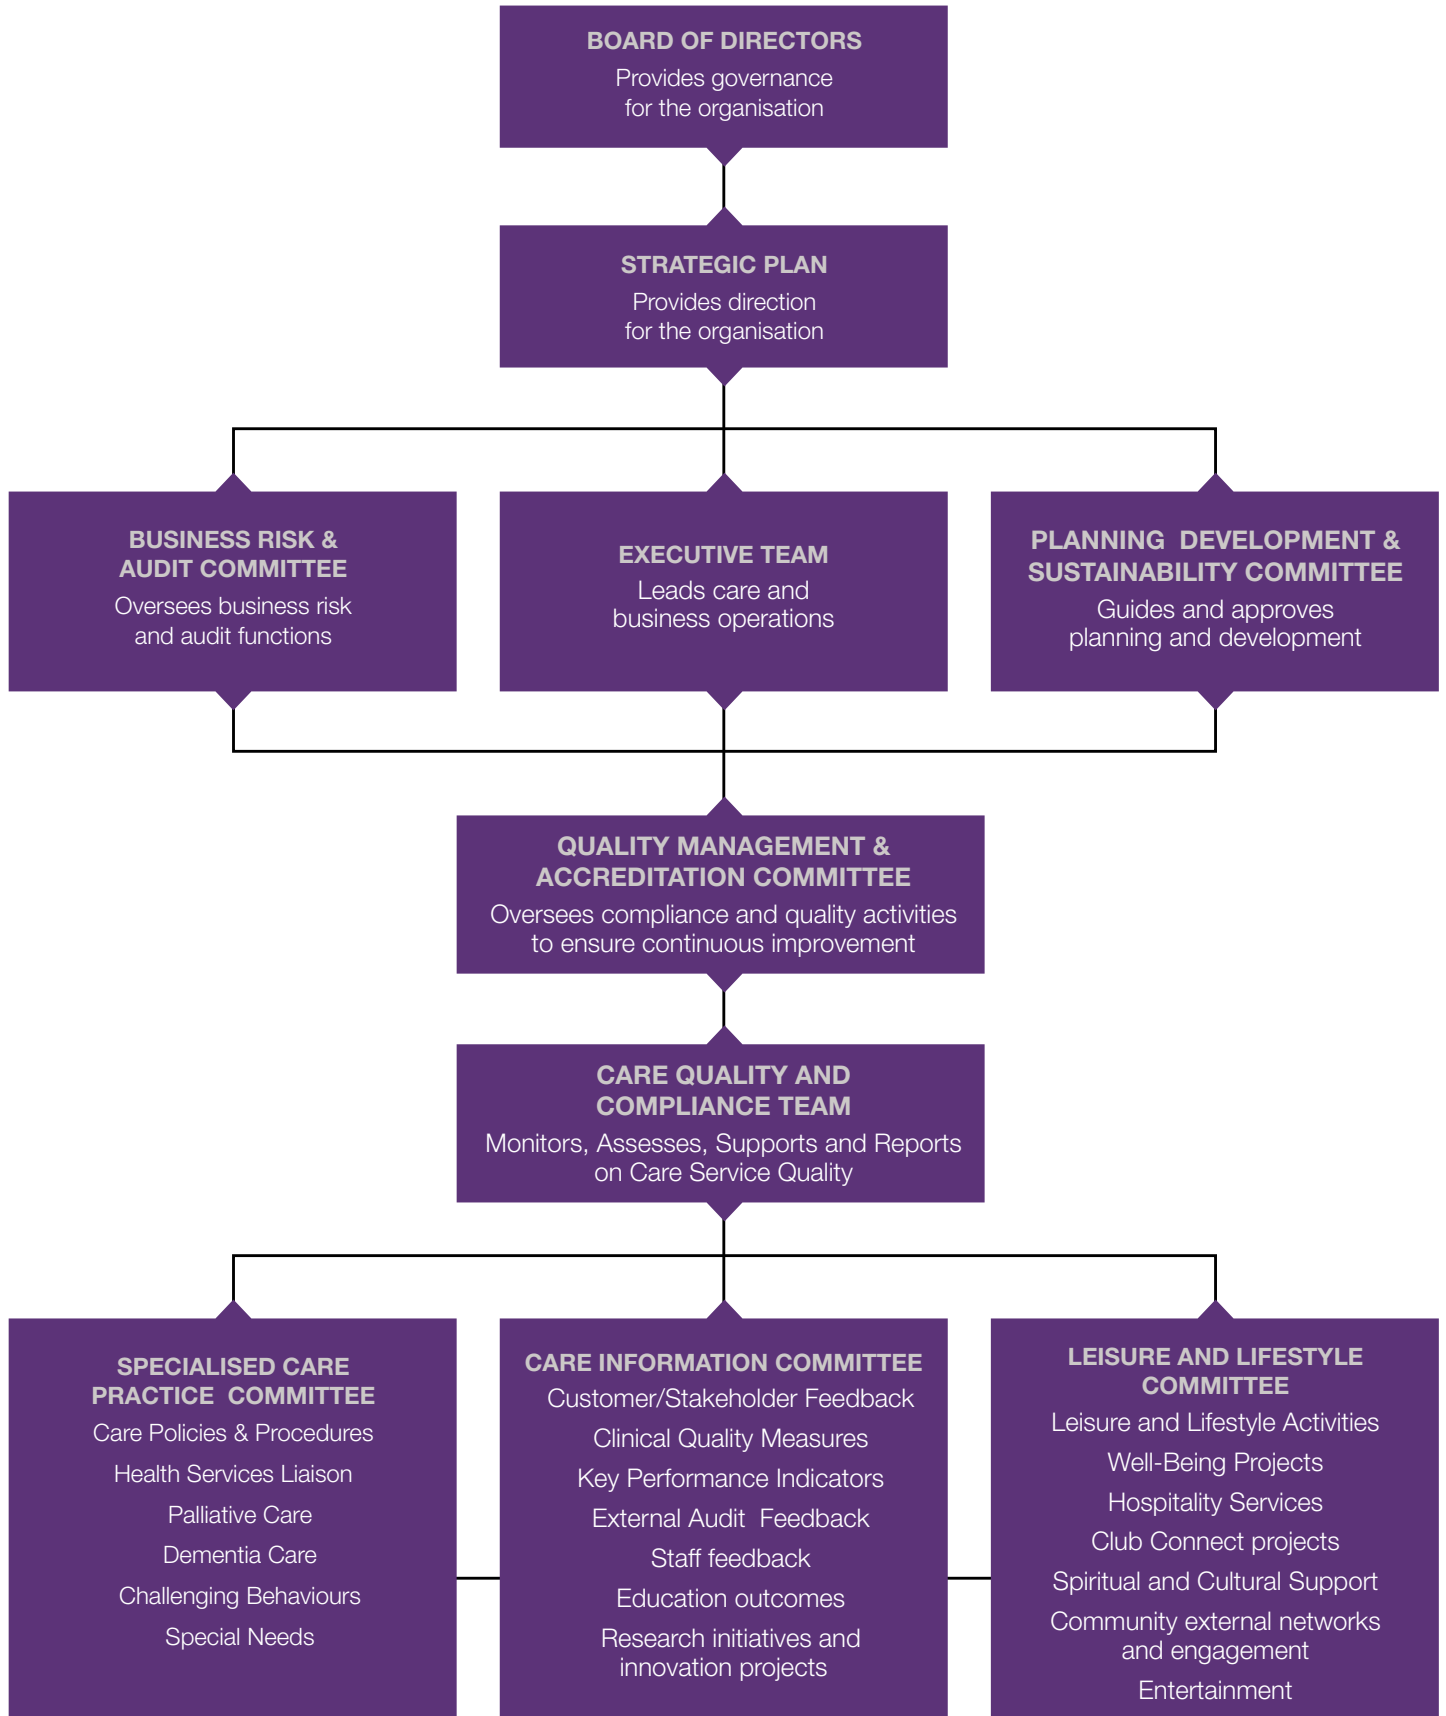 BOARD OF DIRECTORS
Provides governance
for the organisation
STRATEGIC PLAN
Provides direction
for the organisation
BUSINESS RISK &
AUDIT COMMITTEE
Oversees business risk
and audit functions
EXECUTIVE TEAM
Leads care and
business operations
PLANNING DEVELOPMENT &
SUSTAINABILITY COMMITTEE
Guides and approves
planning and development
QUALITY MANAGEMENT &
ACCREDITATION COMMITTEE
Oversees compliance and quality activities
to ensure continuous improvement
CARE QUALITY AND
COMPLIANCE TEAM
Monitors, Assesses, Supports and Reports
on Care Service Quality
SPECIALISED CARE
PRACTICE COMMITTEE
Care Policies & Procedures
Health Services Liaison
Palliative Care
Dementia Care
Challenging Behaviours
Special Needs
CARE INFORMATION COMMITTEE
Customer/Stakeholder Feedback
Clinical Quality Measures
Key Performance Indicators
External Audit Feedback
Staff feedback
Education outcomes
Research initiatives and
innovation projects
LEISURE AND LIFESTYLE
COMMITTEE
Leisure and Lifestyle Activities
Well-Being Projects
Hospitality Services
Club Connect projects
Spiritual and Cultural Support
Community external networks
and engagement
Entertainment